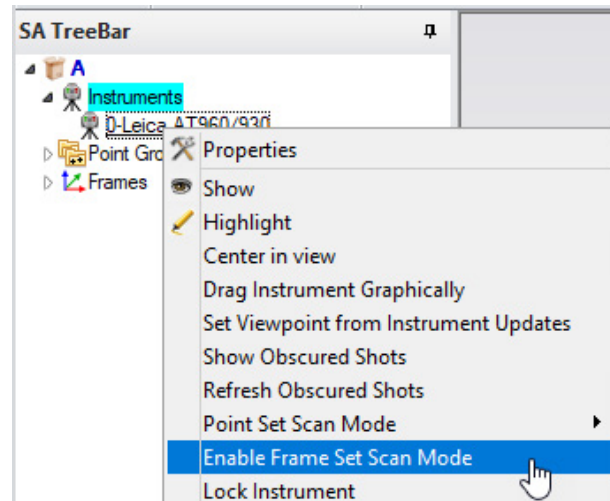 SA TreeBar
A
Instruments
0-Leica AT960/930
Point Gro
Frames
Properties
Show
Highlight
Center in view
Drag Instrument Graphically
Set Viewpoint from Instrument Updates
Show Obscured Shots
Refresh Obscured Shots
Point Set Scan Mode
Enable Frame Set Scan Mode
Lock Instrument